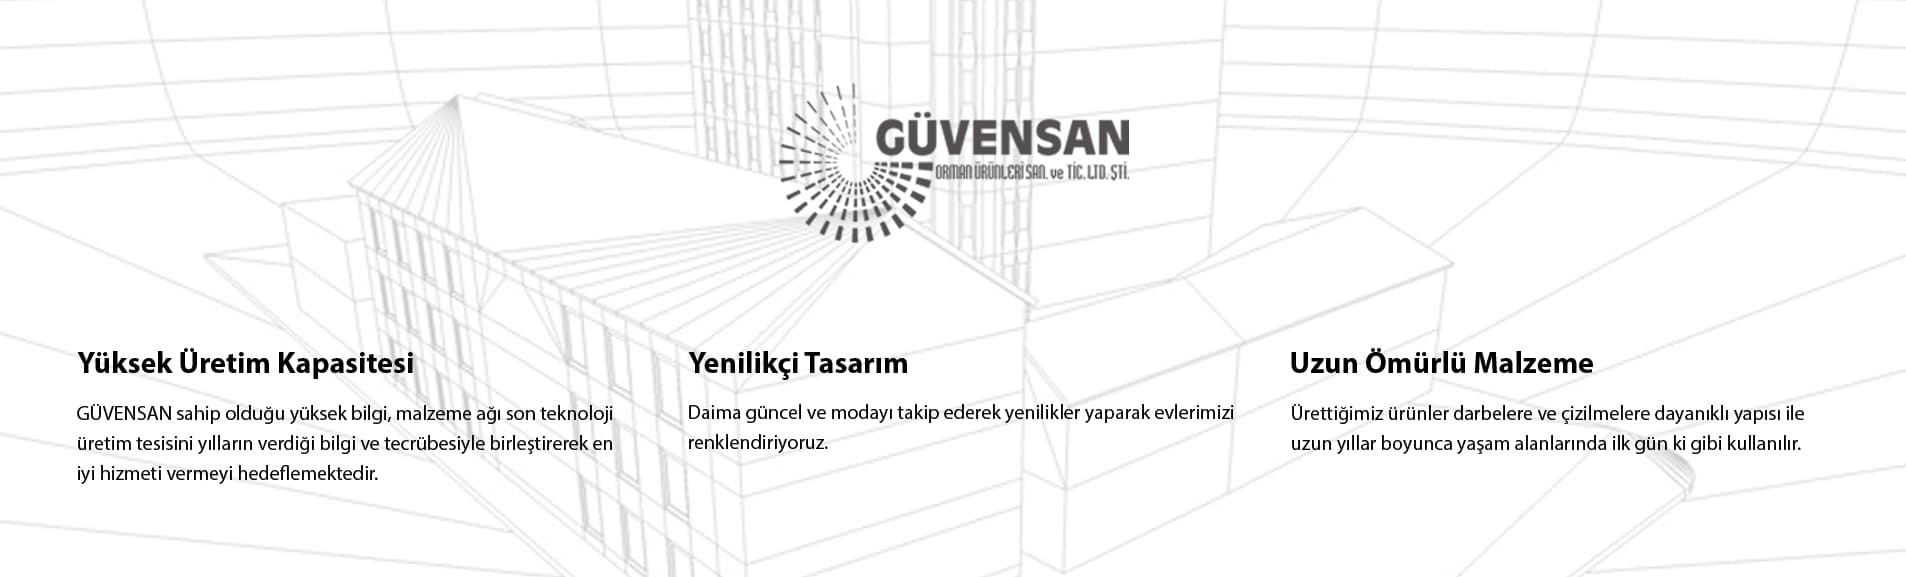 GÜVENSAN
ORMAN ÜRÜNLERİ SAN. ve TİC. LTD. ŞTİ.
Yüksek Üretim Kapasitesi
GÜVENSAN sahip olduğu yüksek bilgi, malzeme ağı son teknoloji
üretim tesisini yılların verdiği bilgi ve tecrübesiyle birleştirerek en
iyi hizmeti vermeyi hedeflemektedir.
Yenilikçi Tasarım
Daima güncel ve modayı takip ederek yenilikler yaparak evlerimizi
renklendiriyoruz.
Uzun Ömürlü Malzeme
Ürettiğimiz ürünler darbelere ve çizilmelere dayanıklı yapısı ile
uzun yıllar boyunca yaşam alanlarında ilk gün ki gibi kullanılır.